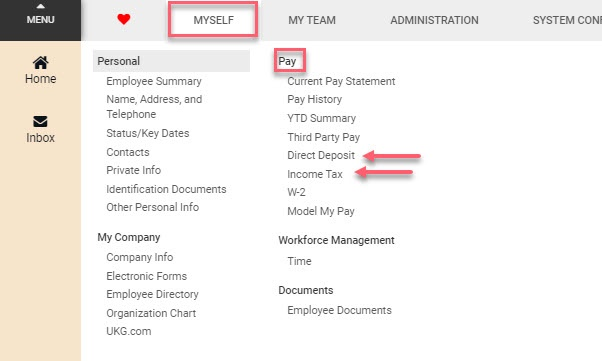 MENU
MYSELF
MY TEAM
ADMINISTRATION
SYSTEM CONF
Home
Inbox
Personal
Employee Summary
Name, Address, and
Telephone
Status/Key Dates
Contacts
Private Info
Identification Documents
Other Personal Info
My Company
Company Info
Electronic Forms
Employee Directory
Organization Chart
UKG.com
Pay
Current Pay Statement
Pay History
YTD Summary
Third Party Pay
Direct Deposit
Income Tax
W-2
Model My Pay
Workforce Management
Time
Documents
Employee Documents